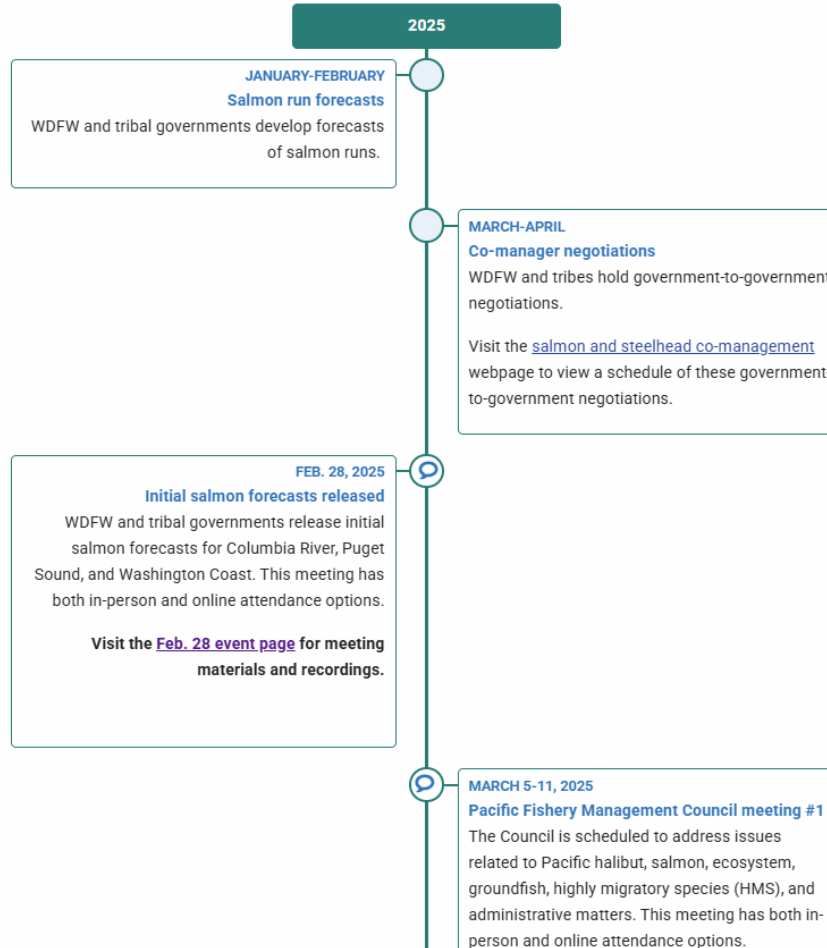 2025
JANUARY-FEBRUARY
Salmon run forecasts
WDFW and tribal governments develop forecasts
of salmon runs.
MARCH-APRIL
Co-manager negotiations
WDFW and tribes hold government-to-government
negotiations.
Visit the salmon and steelhead co-management
webpage to view a schedule of these government-
to-government negotiations.
FEB. 28, 2025
Initial salmon forecasts released
WDFW and tribal governments release initial
salmon forecasts for Columbia River, Puget
Sound, and Washington Coast. This meeting has
both in-person and online attendance options.
Visit the Feb. 28 event page for meeting
materials and recordings.
MARCH 5-11, 2025
Pacific Fishery Management Council meeting #1
The Council is scheduled to address issues
related to Pacific halibut, salmon, ecosystem,
groundfish, highly migratory species (HMS), and
administrative matters. This meeting has both in-
person and online attendance options.